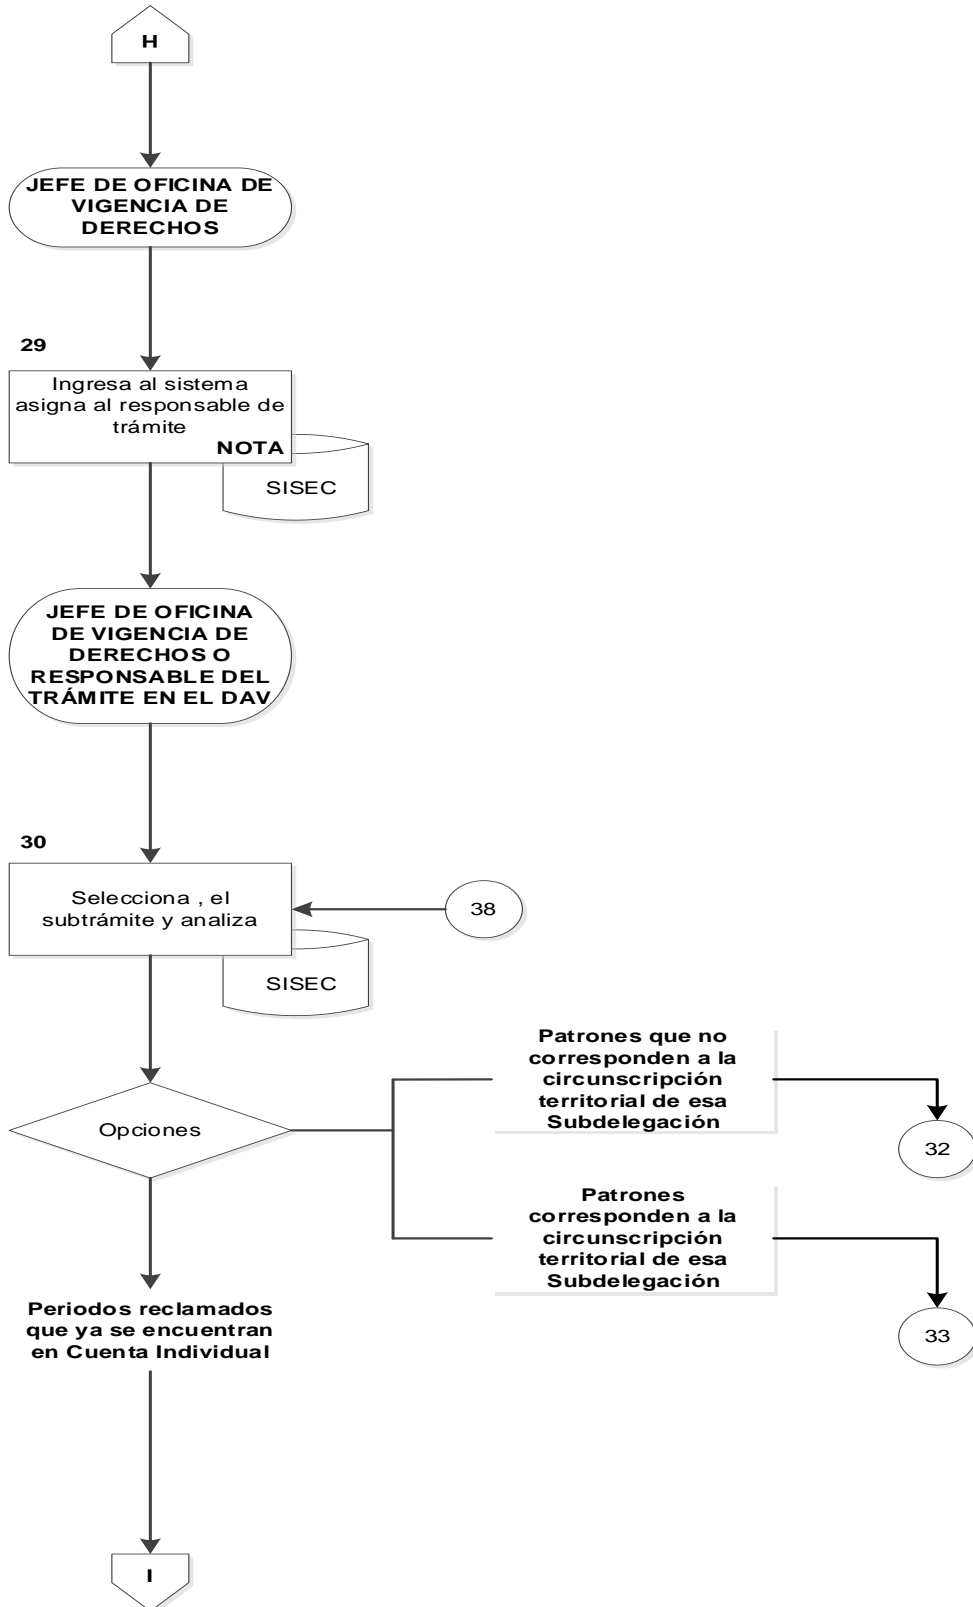 H
JEFE DE OFICINA DE
VIGENCIA DE
DERECHOS
29
Ingresa al sistema
asigna al responsable de
trámite
NOTA
SISEC
JEFE DE OFICINA
DE VIGENCIA DE
DERECHOS O
RESPONSABLE DEL
TRÁMITE EN EL DAV
30
Selecciona , el
subtrámite y analiza
38
SISEC
Opciones
Patrones que no
corresponden a la
circunscripción
territorial de esa
Subdelegación
32
Patrones
corresponden a la
circunscripción
territorial de esa
Subdelegación
33
Periodos reclamados
que ya se encuentran
en Cuenta Individual
I